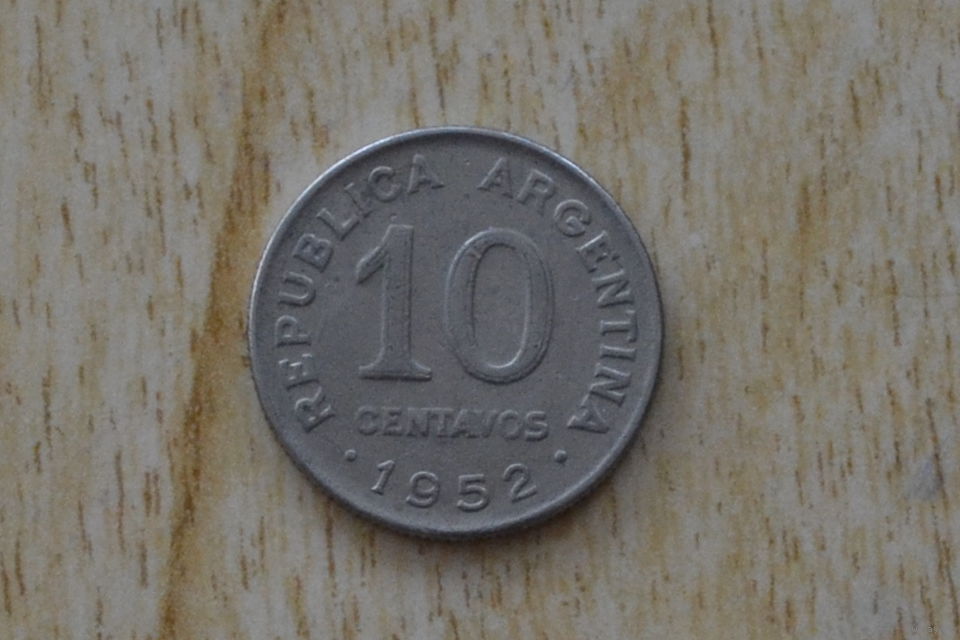 REPUBLICA ARGENTINA
10
CENTAVOS
· 1952 ·